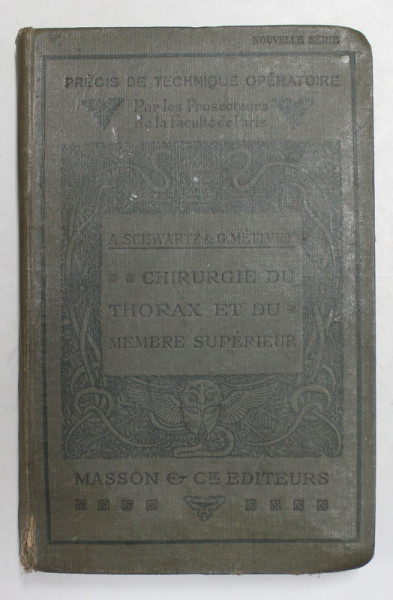 NOUVELLE SÉRIE
PRÉCIS DE TECHNIQUE OPÉRATOIRE
Par les Prosecteurs
de la Faculté de Paris
A. SCHWARTZ & G. MÉTIVET
CHIRURGIE DU
THORAX ET DU
MEMBRE SUPÉRIEUR
MASSON & CIE EDITEURS